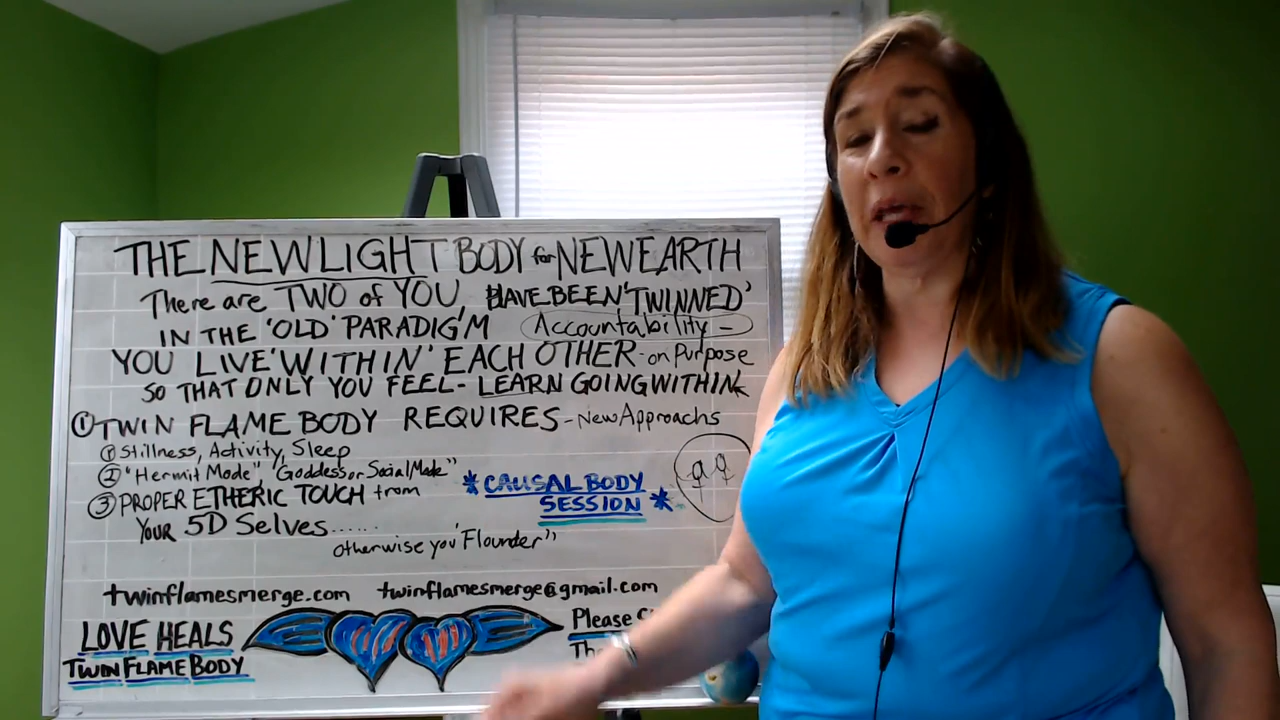 THE NEW LIGHT BODY for NEW EARTH
There are TWO of YOU, HAVE BEEN 'TWINNED'
IN THE 'OLD' PARADIG'M Accountability -
YOU LIVE 'WITHIN' EACH OTHER - on Purpose
SO THAT ONLY YOU FEEL - LEARN GOING WITHIN
① TWIN FLAME BODY REQUIRES - New Approachs
① Stillness, Activity, Sleep
② "Hermit Mode", "Goddess or Social Mode"
③ PROPER ETHERIC TOUCH from
YOUR 5D Selves......
*CAUSAL BODY
SESSION*
otherwise you 'Flounder"
twinflamesmerge.com twinflamesmerge@gmail.com
LOVE HEALS
TWIN FLAME BODY
Please